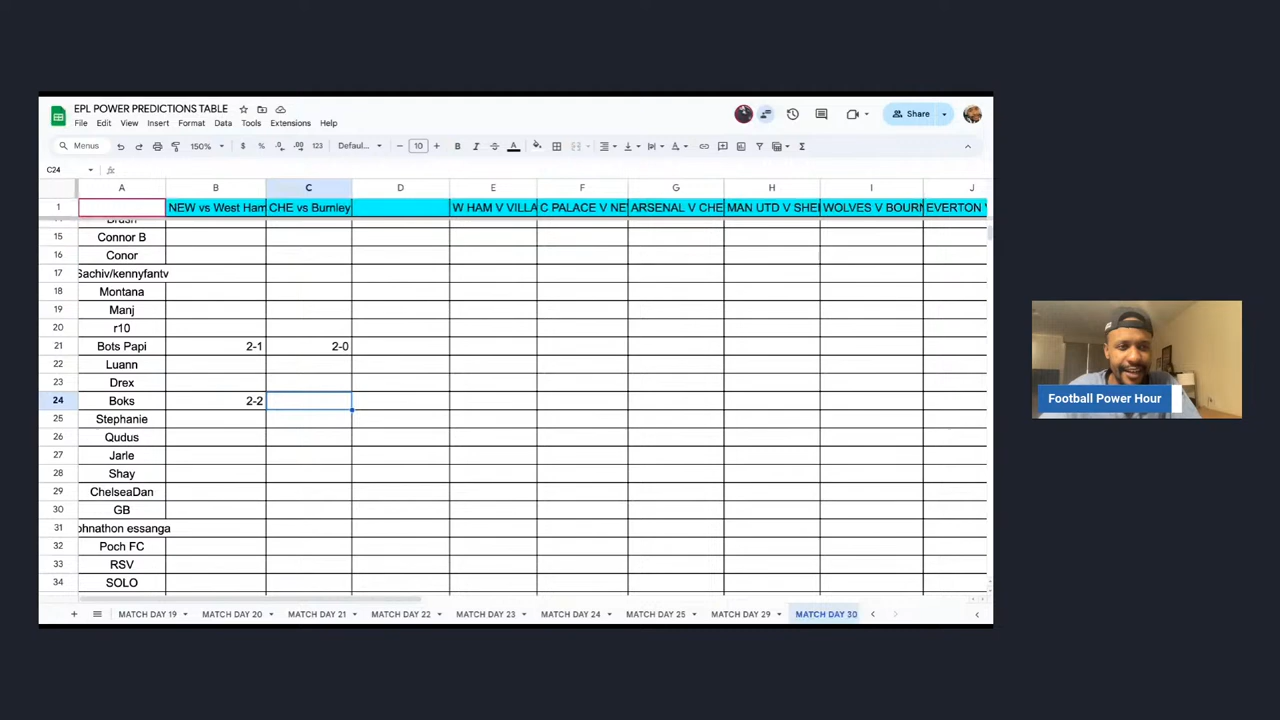 EPL POWER PREDICTIONS TABLE
File Edit View Insert Format Data Tools Extensions Help
Share
Menus 150% $ % .0 .00 123 Defaul... 10 B I S A
C24 fx
A B C D E F G H I J
1 NEW vs West Ham CHE vs Burnley W HAM V VILLA C PALACE V NE ARSENAL V CHE MAN UTD V SHE WOLVES V BOURN EVERTON
15 Connor B
16 Conor
17 Sachiv/kennyfantv
18 Montana
19 Manj
20 r10
21 Bots Papi 2-1 2-0
22 Luann
23 Drex
24 Boks 2-2
25 Stephanie
26 Qudus
27 Jarle
28 Shay
29 ChelseaDan
30 GB
31 ohnathon essanga
32 Poch FC
33 RSV
34 SOLO
MATCH DAY 19 MATCH DAY 20 MATCH DAY 21 MATCH DAY 22 MATCH DAY 23 MATCH DAY 24 MATCH DAY 25 MATCH DAY 29 MATCH DAY 30
Football Power Hour